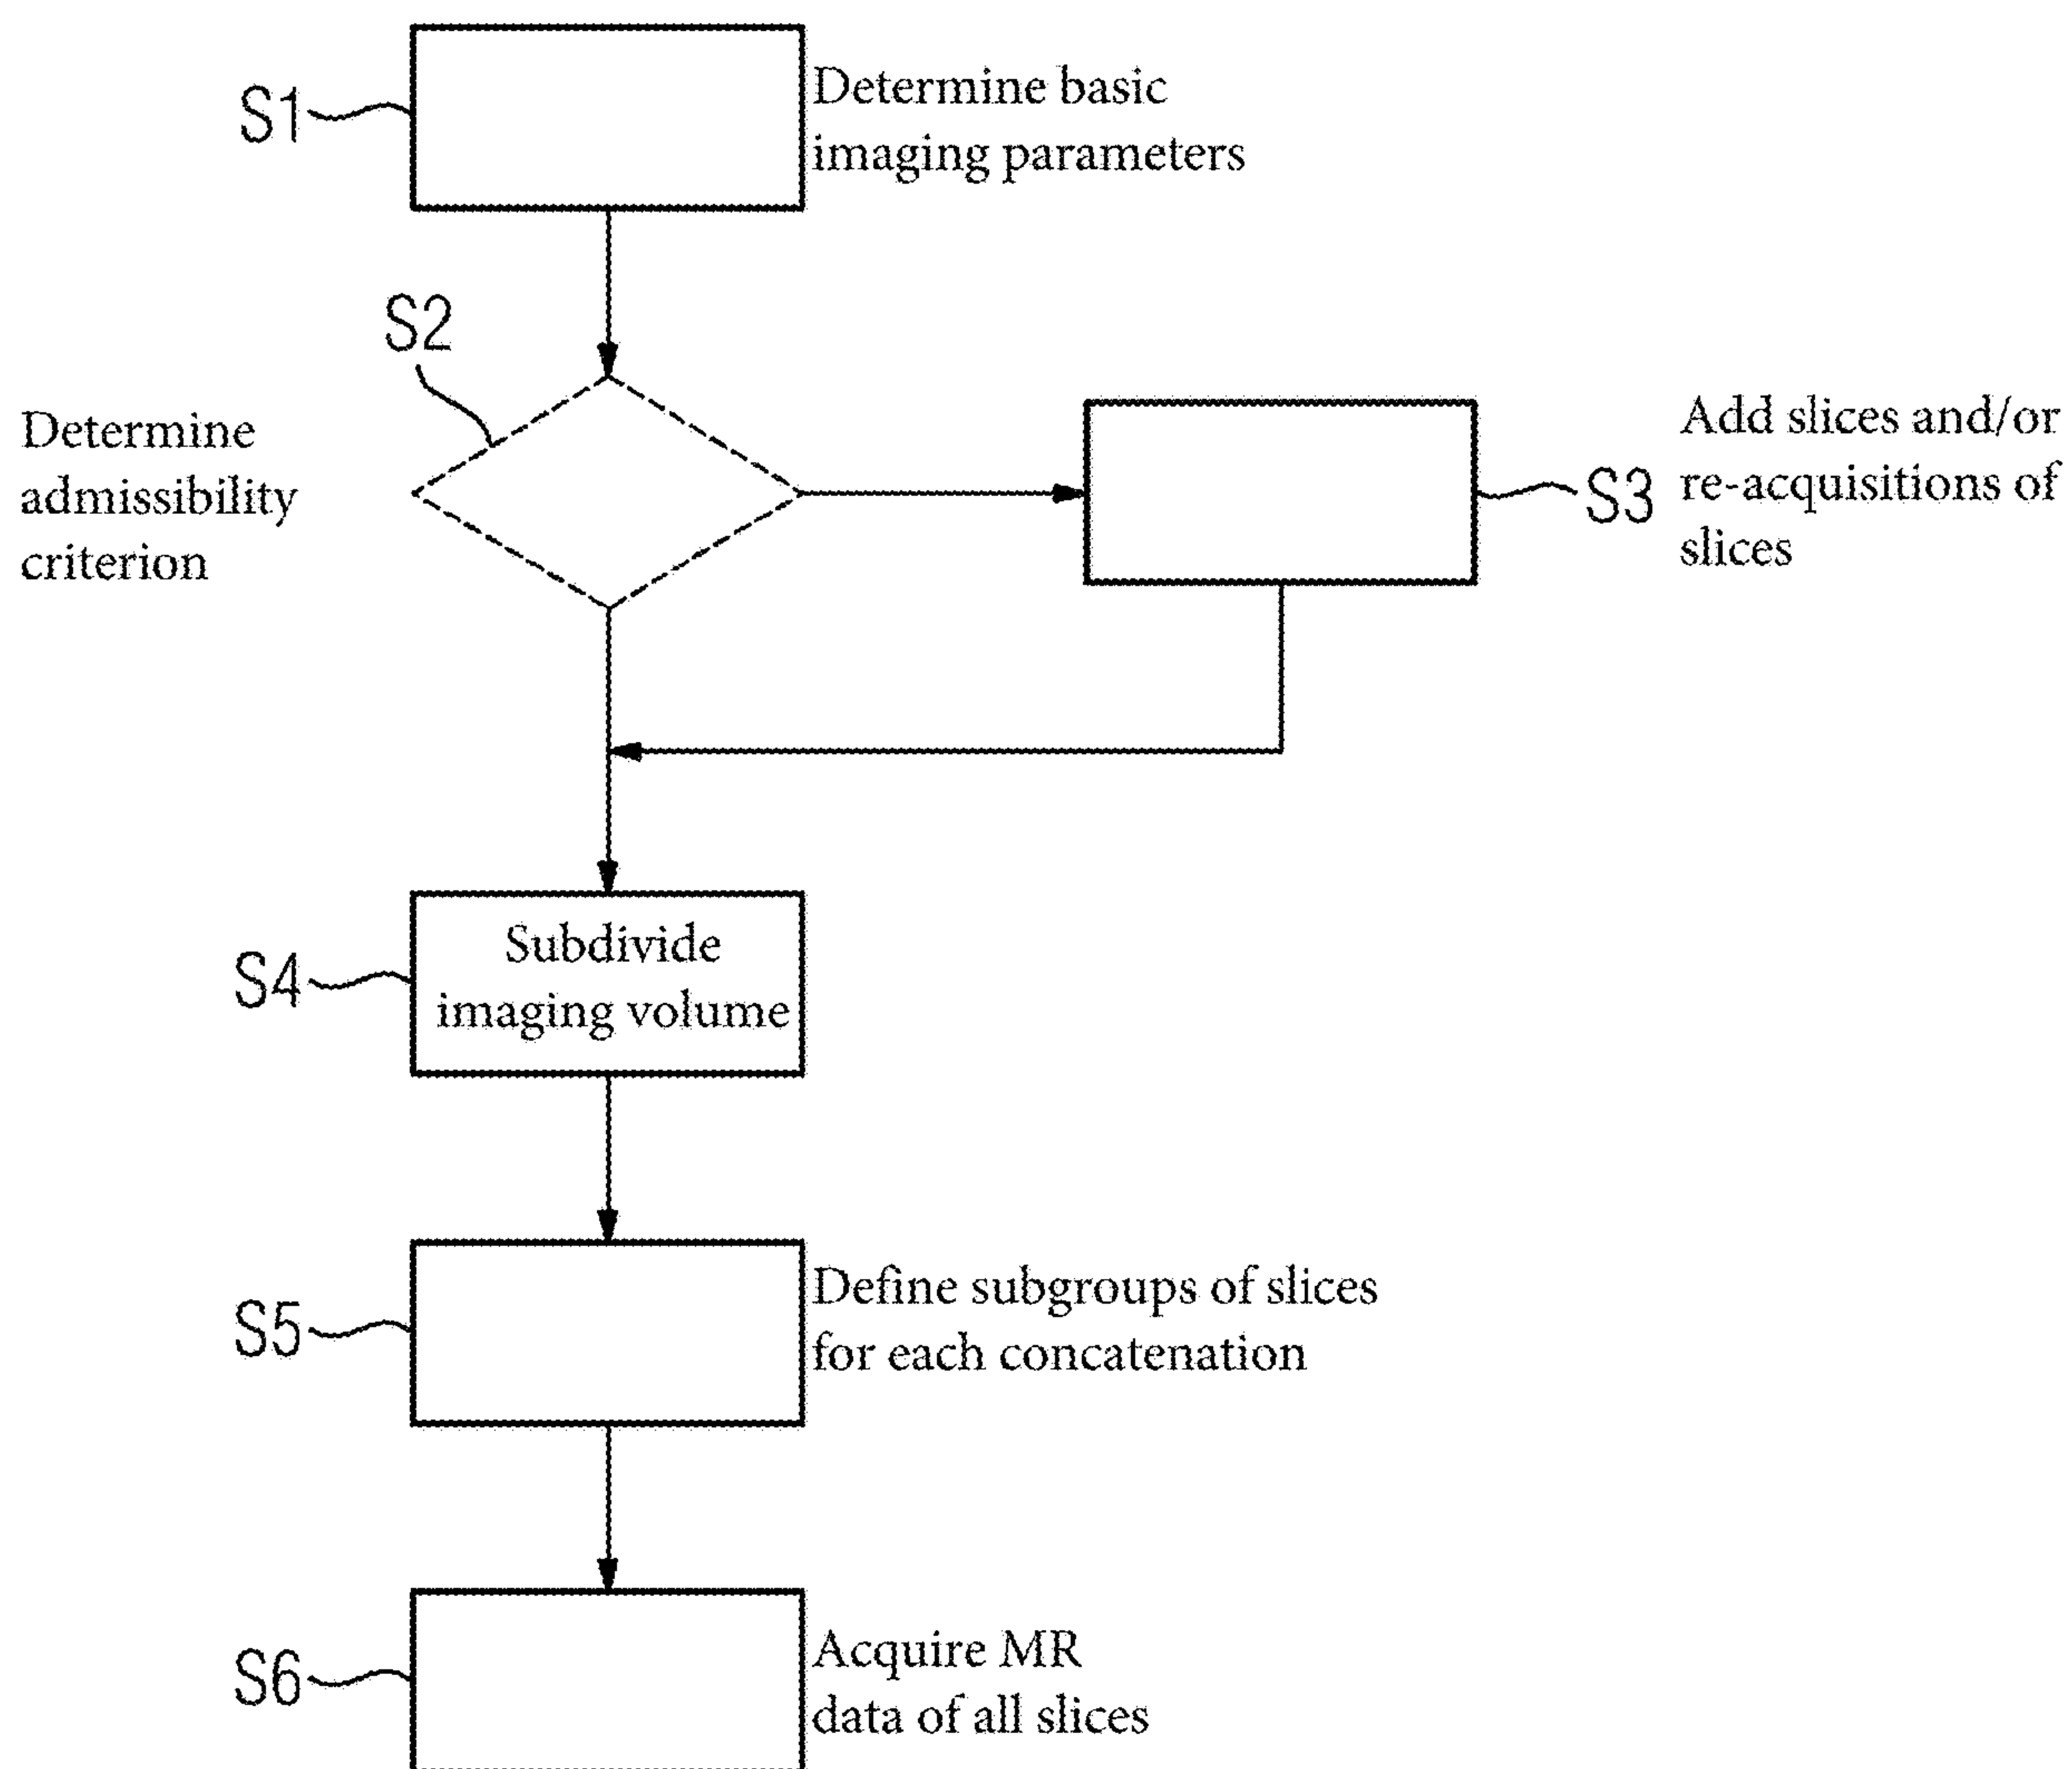 S1
Determine basic
imaging parameters
S2
Determine
admissibility
criterion
S3
Add slices and/or
re-acquisitions of
slices
S4
Subdivide
imaging volume
S5
Define subgroups of slices
for each concatenation
S6
Acquire MR
data of all slices